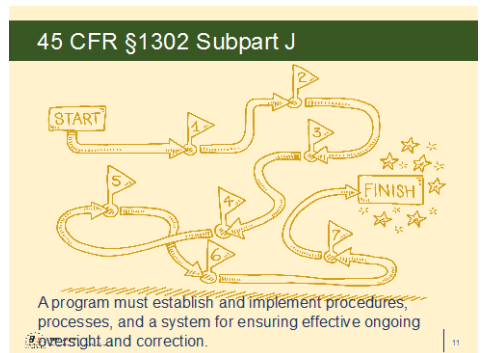 45 CFR §1302 Subpart J
START
1
2
3
4
5
6
7
FINISH
A program must establish and implement procedures,
processes, and a system for ensuring effective ongoing
oversight and correction.
11